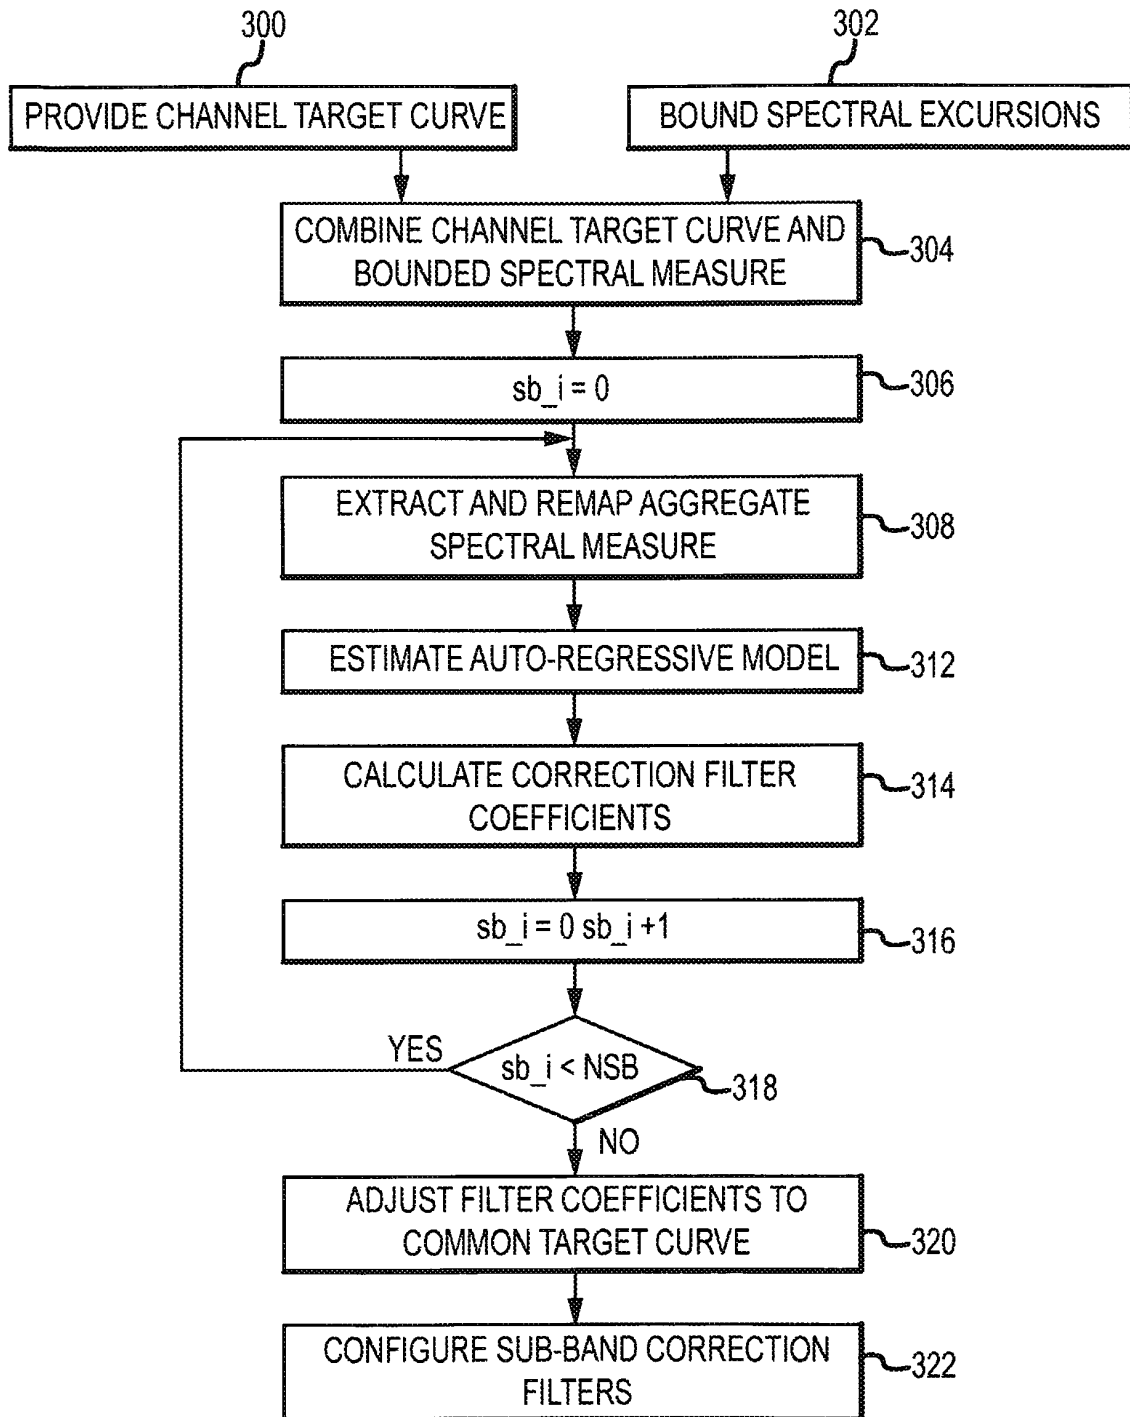 300
302
PROVIDE CHANNEL TARGET CURVE
BOUND SPECTRAL EXCURSIONS
COMBINE CHANNEL TARGET CURVE AND
BOUNDED SPECTRAL MEASURE
304
sb_i = 0
306
EXTRACT AND REMAP AGGREGATE
SPECTRAL MEASURE
308
ESTIMATE AUTO-REGRESSIVE MODEL
312
CALCULATE CORRECTION FILTER
COEFFICIENTS
314
sb_i = 0 sb_i +1
316
YES
sb_i < NSB
318
NO
ADJUST FILTER COEFFICIENTS TO
COMMON TARGET CURVE
320
CONFIGURE SUB-BAND CORRECTION
FILTERS
322